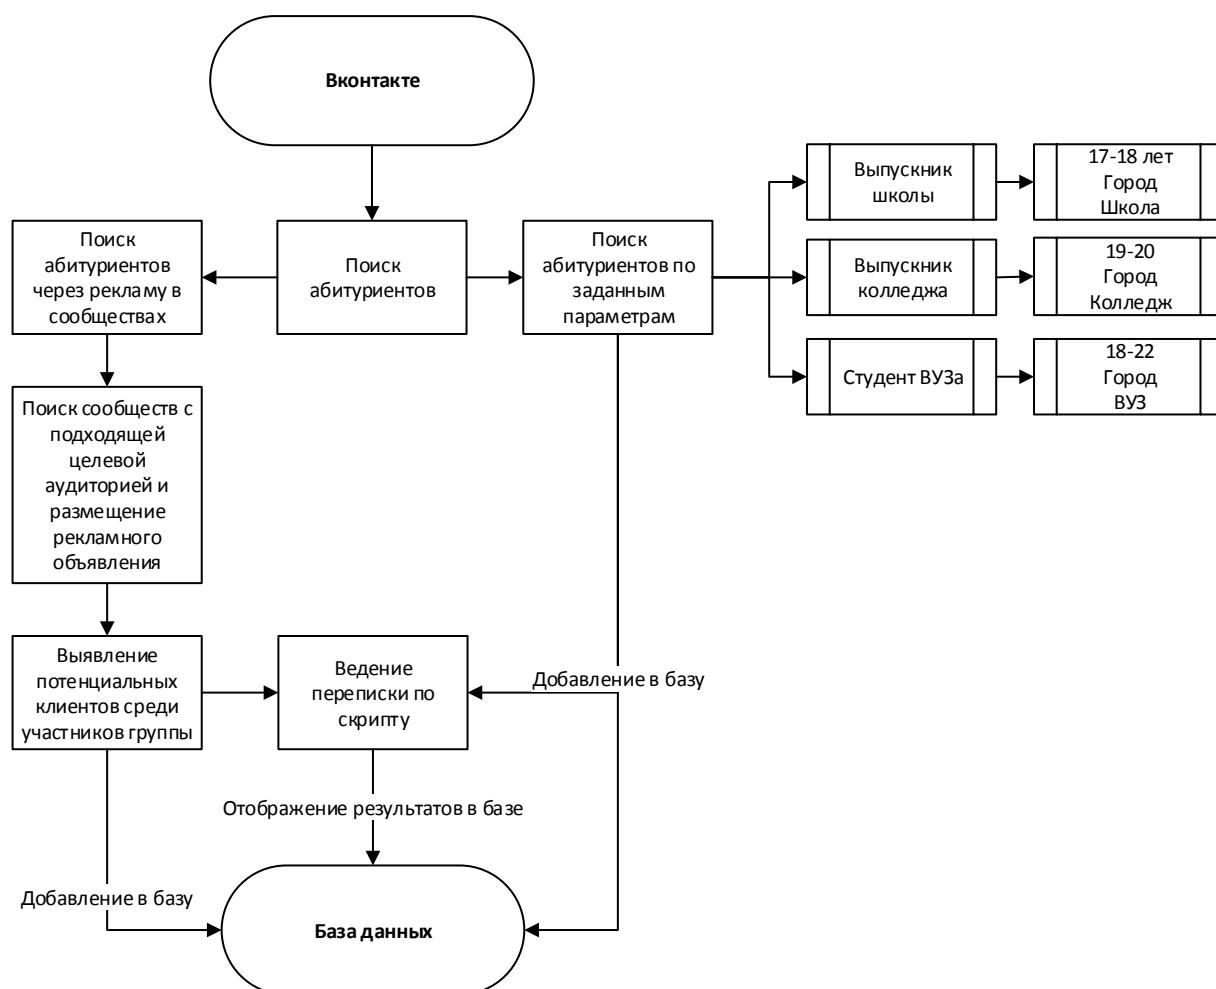 Вконтакте
Поиск
абитуриентов
через рекламу в
сообществах
Поиск
абитуриентов
Поиск
абитуриентов по
заданным
параметрам
Выпускник
школы
17-18 лет
Город
Школа
Выпускник
колледжа
19-20
Город
Колледж
Студент ВУЗа
18-22
Город
ВУЗ
Поиск сообществ с
подходящей
целевой
аудиторией и
размещение
рекламного
объявления
Выявление
потенциальных
клиентов среди
участников группы
Ведение
переписки по
скрипту
Добавление в базу
Отображение результатов в базе
Добавление в базу
База данных